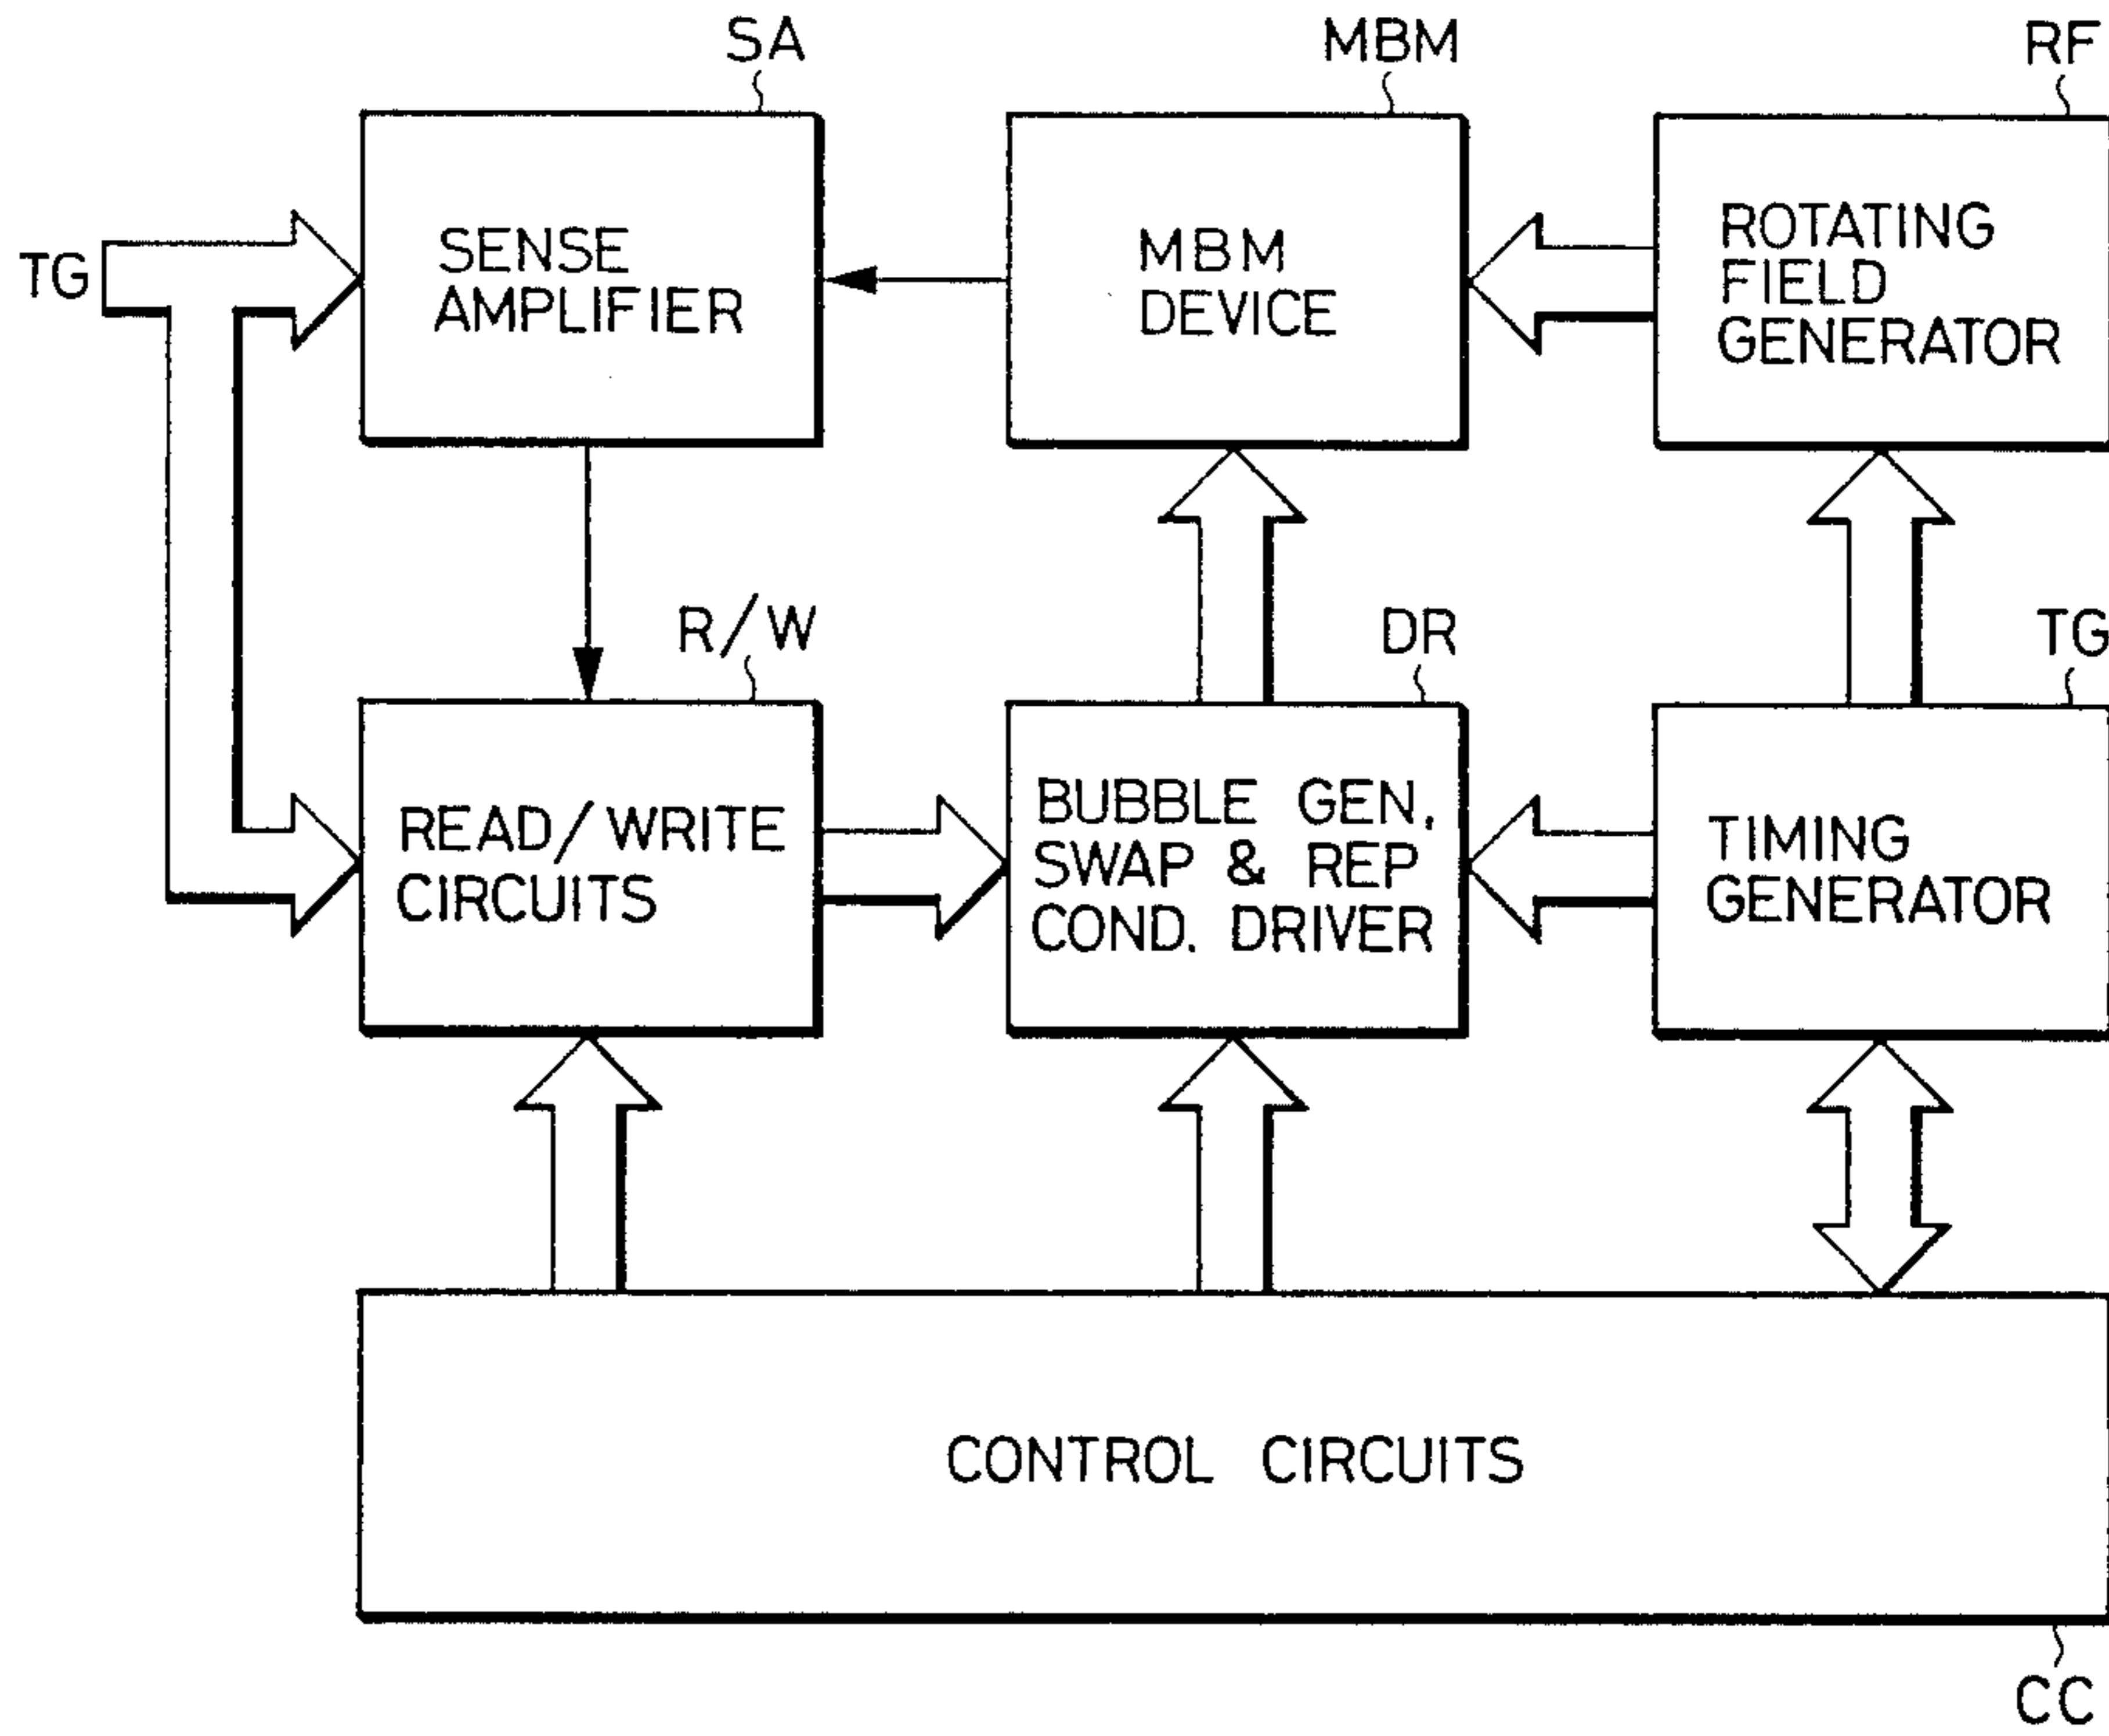 SA
MBM
RF
TG
SENSE
AMPLIFIER
MBM
DEVICE
ROTATING
FIELD
GENERATOR
R/W
DR
TG
READ/WRITE
CIRCUITS
BUBBLE GEN,
SWAP & REP
COND. DRIVER
TIMING
GENERATOR
CONTROL CIRCUITS
CC